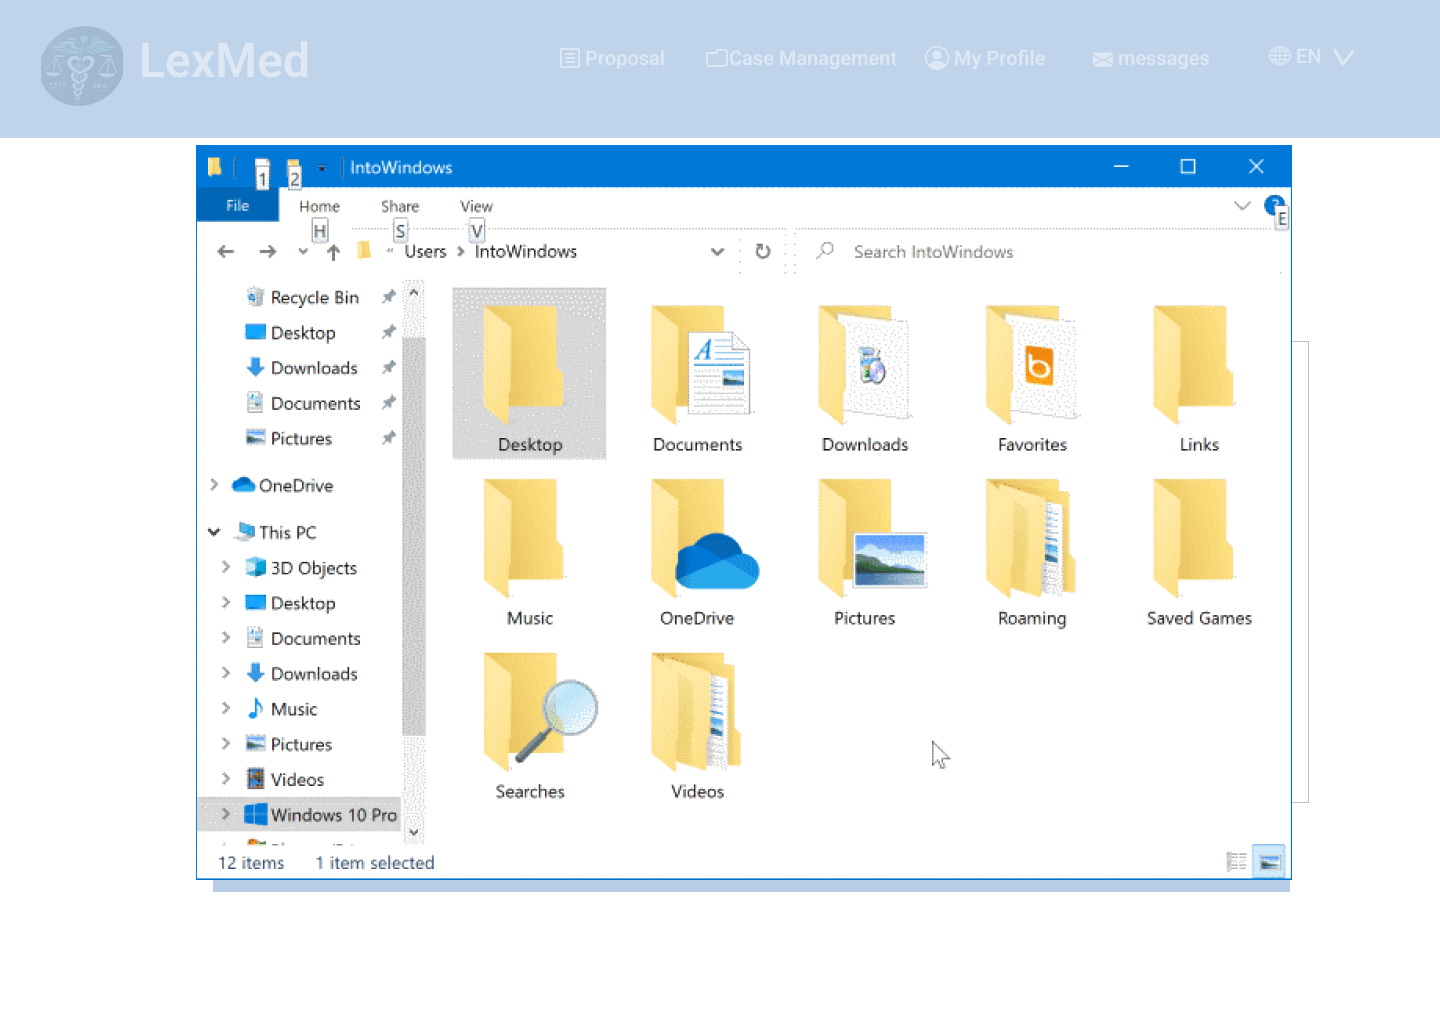 LexMed
Proposal
Case Management
My Profile
messages
EN
1
2
IntoWindows
File
Home
Share
View
H
S
V
E
Users
IntoWindows
Search IntoWindows
Recycle Bin
Desktop
Downloads
Documents
Pictures
OneDrive
This PC
3D Objects
Desktop
Documents
Downloads
Music
Pictures
Videos
Windows 10 Pro
Desktop
Documents
Downloads
Favorites
Links
Music
OneDrive
Pictures
Roaming
Saved Games
Searches
Videos
12 items
1 item selected